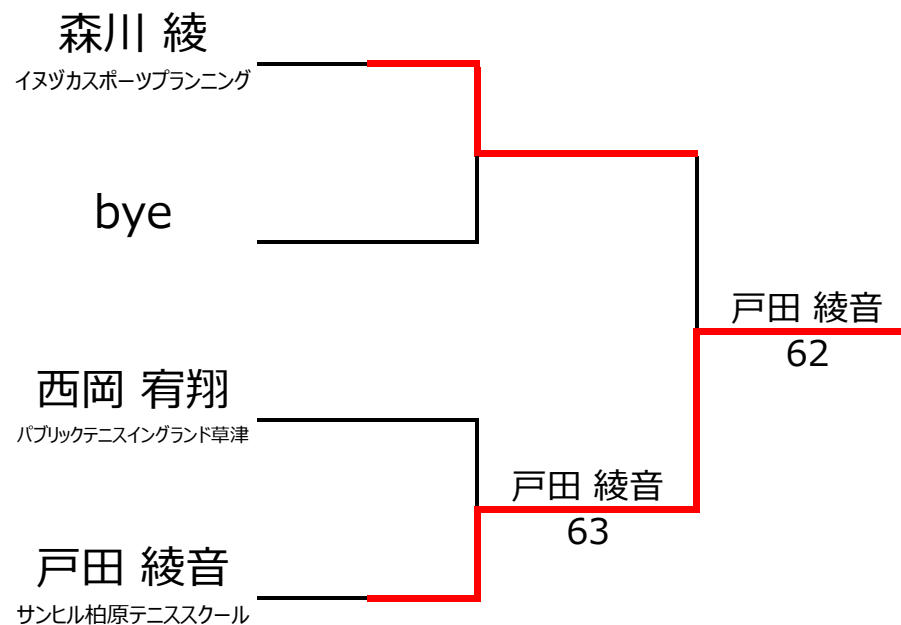 森川 綾
イヌヅカスポーツプランニング
bye
西岡 宥翔
パブリックテニスイングランド草津
戸田 綾音
サンヒル柏原テニススクール
戸田 綾音
63
戸田 綾音
62